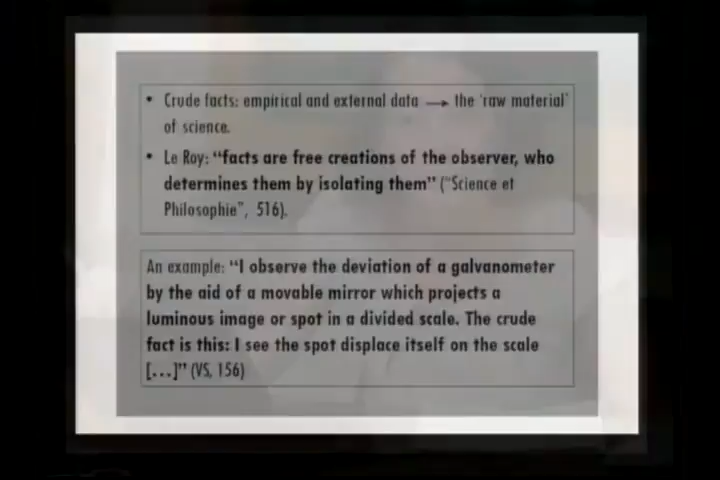 • Crude facts: empirical and external data → the 'raw material'
of science.
• Le Roy: "facts are free creations of the observer, who
determines them by isolating them" ("Science et
Philosophie", 516).
An example: "I observe the deviation of a galvanometer
by the aid of a movable mirror which projects a
luminous image or spot in a divided scale. The crude
fact is this: I see the spot displace itself on the scale
[...]" (VS, 156)